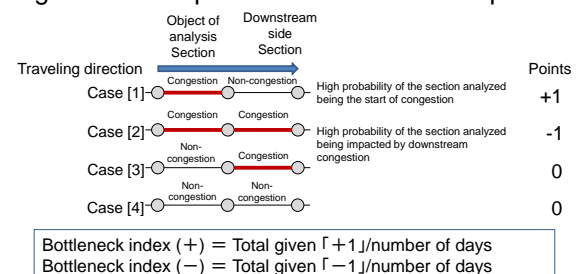 Object of
analysis
Section
Downstream
side
Section
Traveling direction
Points
Congestion Non-congestion
Case [1]
High probability of the section analyzed
being the start of congestion
+1
Congestion Congestion
Case [2]
High probability of the section analyzed
being impacted by downstream
congestion
-1
Non-
congestion
Congestion
Case [3]
0
Non-
congestion
Non-
congestion
Case [4]
0
Bottleneck index (+) = Total given「+1」/number of days
Bottleneck index (−) = Total given「−1」/number of days